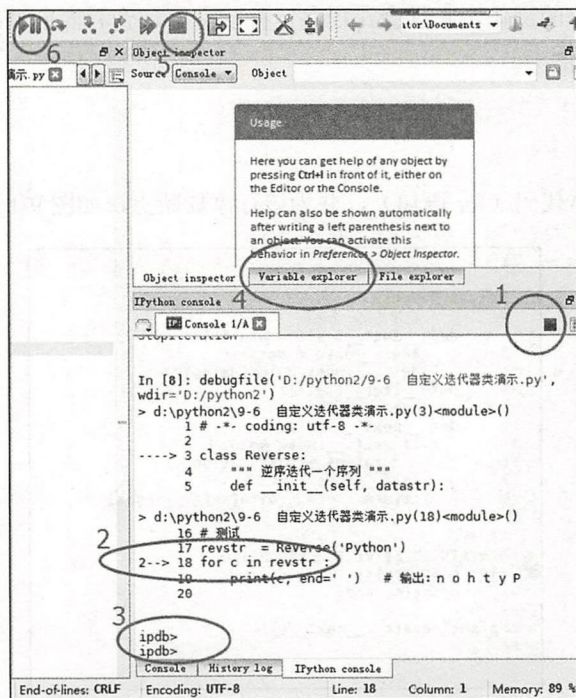 6
5
itor\Documents
Object inspector
示.py
Source Console Object
Usage
Here you can get help of any object by
pressing Ctrl+I in front of it, either on
the Editor or the Console.
Help can also be shown automatically
after writing a left parenthesis next to
an object. You can activate this
behavior in Preferences > Object Inspector.
Object inspector Variable explorer File explorer
4
1
IPython console
Console 1/A
StopIteration
In [8]: debugfile('D:/python2/9-6 自定义迭代器类演示.py',
wdir='D:/python2')
> d:\python2\9-6 自定义迭代器类演示.py(3)<module>()
1 # -*- coding: utf-8 -*-
2
----> 3 class Reverse:
4 """ 逆序迭代一个序列 """
5 def __init__(self, datastr):
> d:\python2\9-6 自定义迭代器类演示.py(18)<module>()
16 # 测试
2
17 revstr = Reverse('Python')
2--> 18 for c in revstr :
19 print(c, end=' ') # 输出: n o h t y P
20
3
ipdb>
ipdb>
Console History log IPython console
End-of-lines: CRLF Encoding: UTF-8 Line: 18 Column: 1 Memory: 89 %